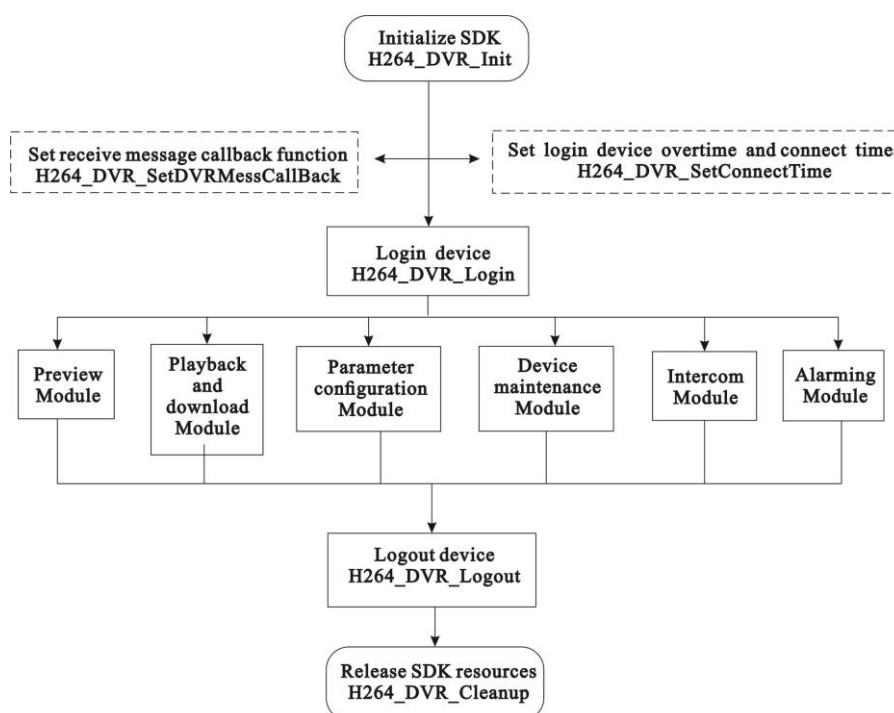 Initialize SDK
H264_DVR_Init
Set receive message callback function
H264_DVR_SetDVRMessCallBack
Set login device overtime and connect time
H264_DVR_SetConnectTime
Login device
H264_DVR_Login
Preview
Module
Playback
and
download
Module
Parameter
configuration
Module
Device
maintenance
Module
Intercom
Module
Alarming
Module
Logout device
H264_DVR_Logout
Release SDK resources
H264_DVR_Cleanup